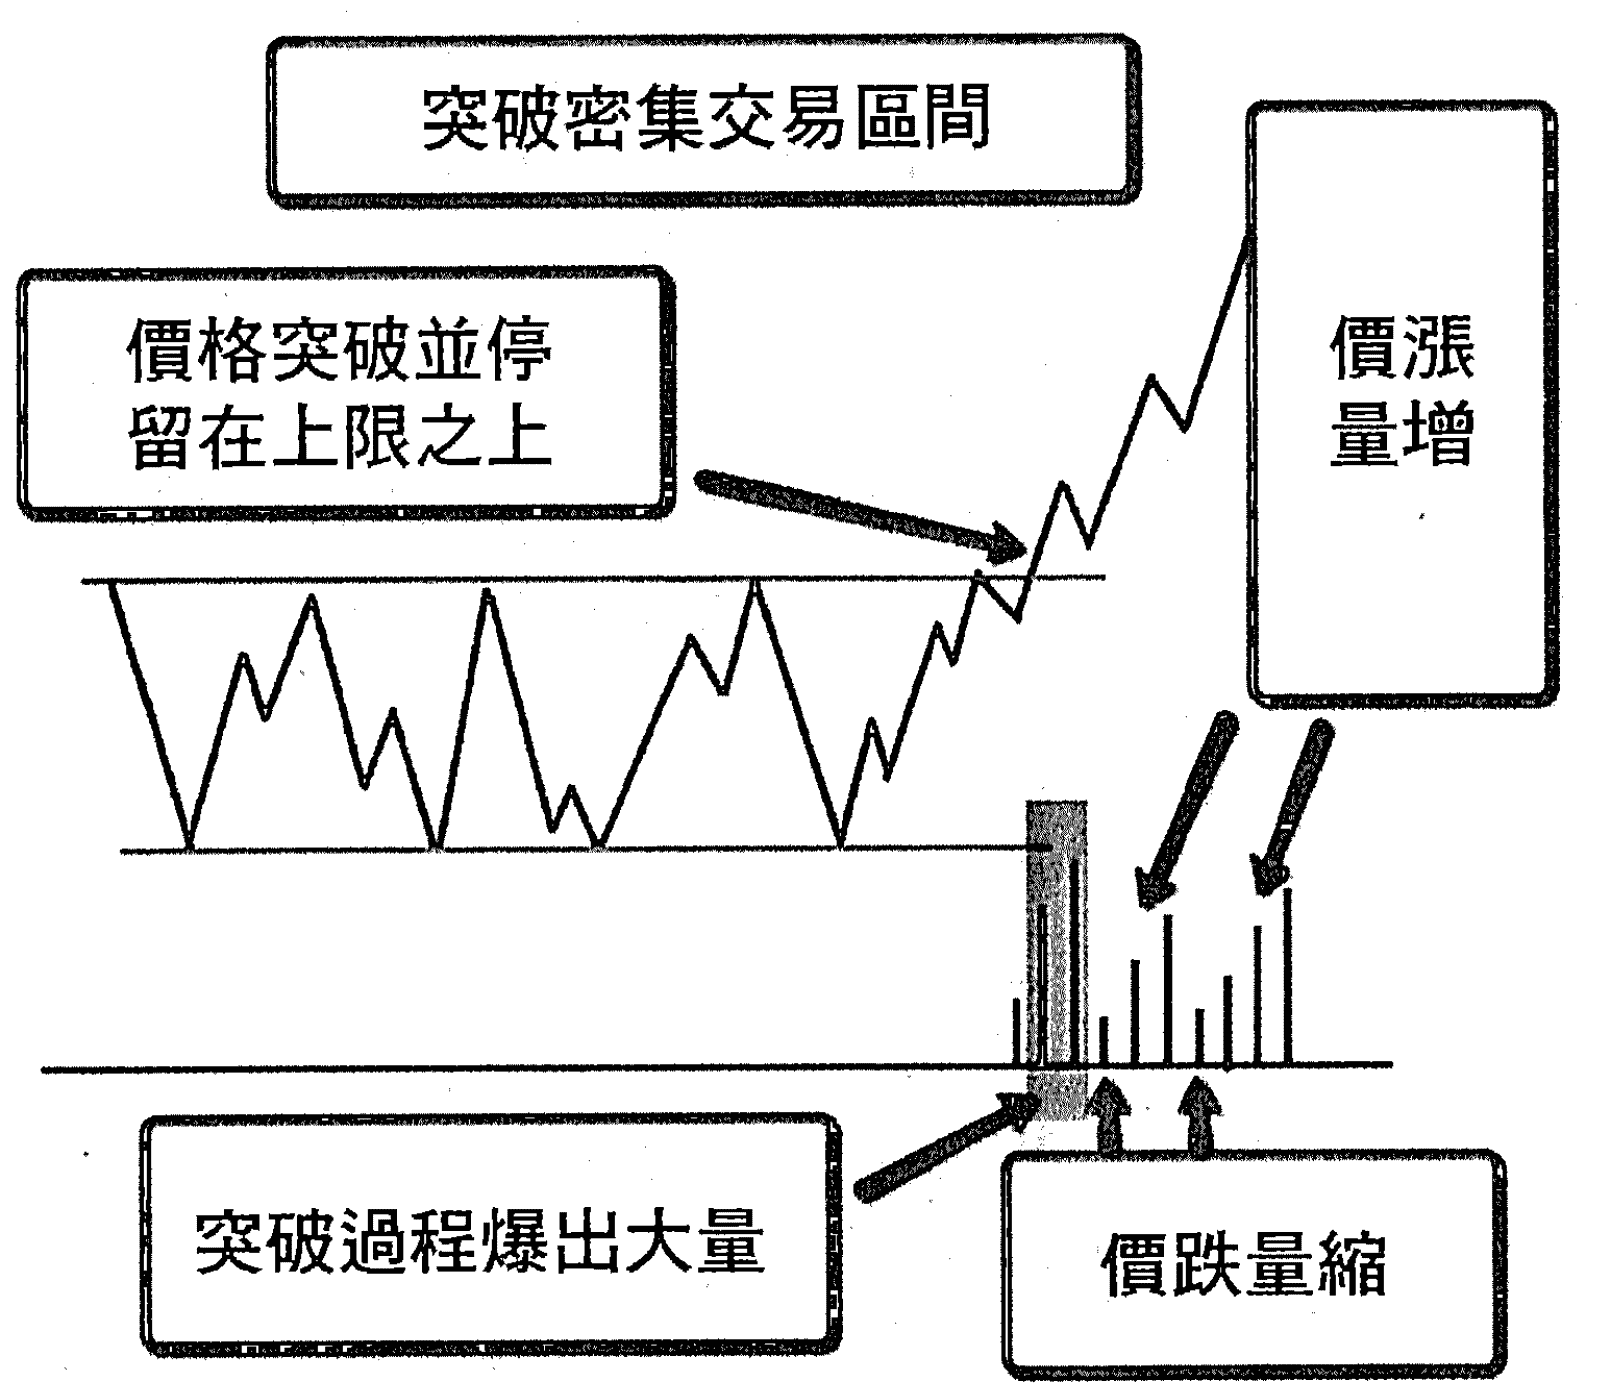 突破密集交易區間
價格突破並停
留在上限之上
價漲
量增
突破過程爆出大量
價跌量縮